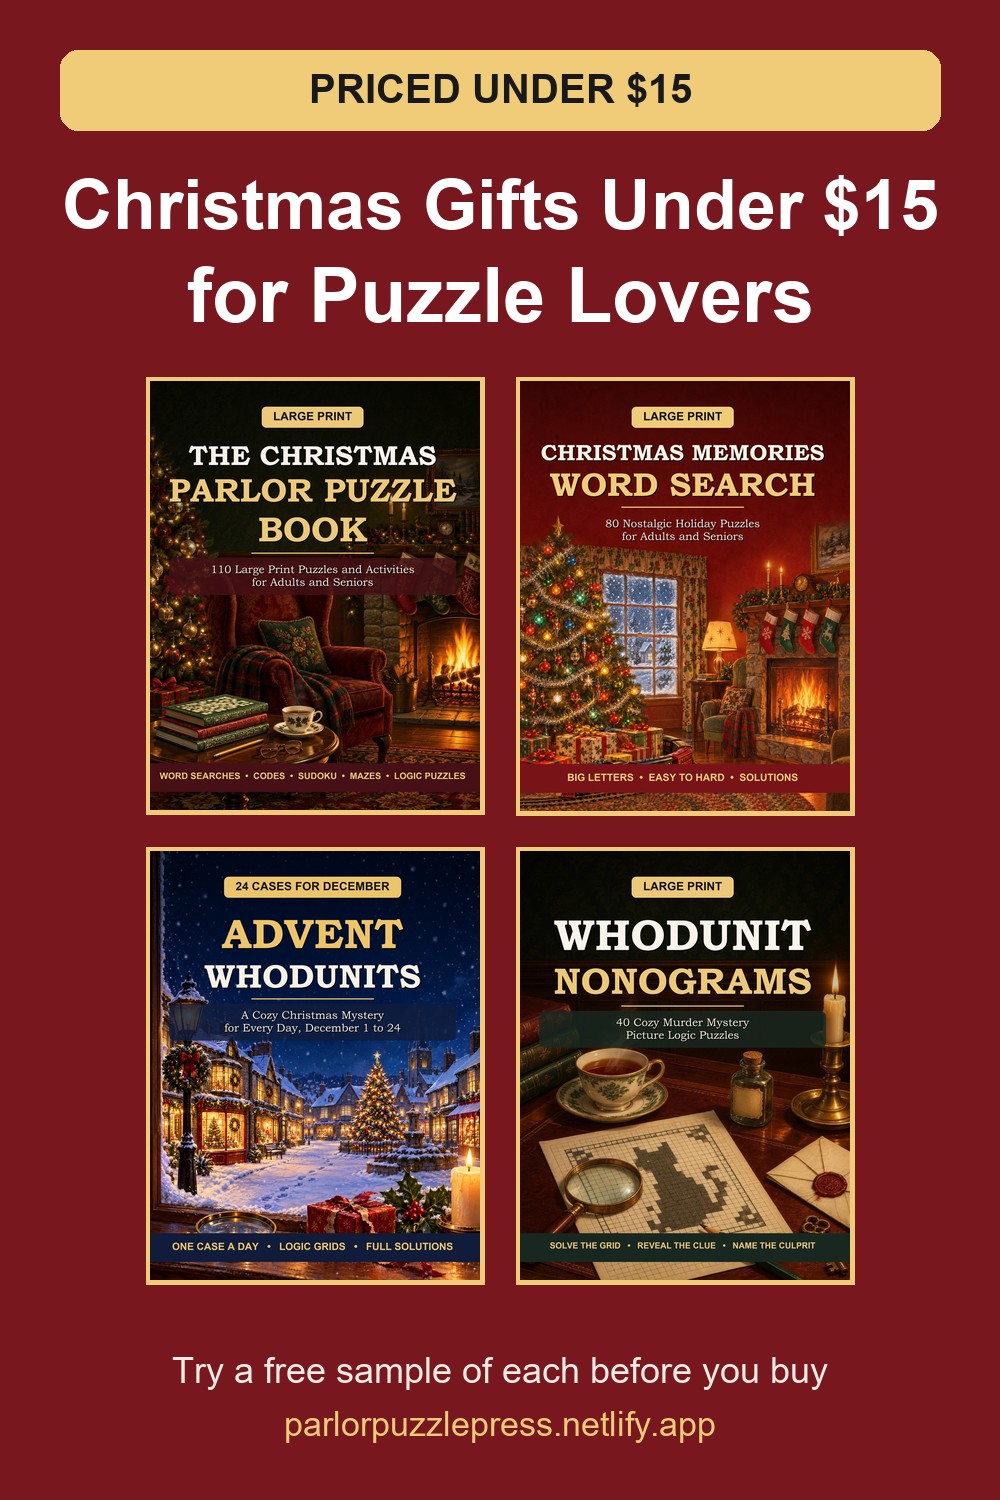 PRICED UNDER $15
Christmas Gifts Under $15
for Puzzle Lovers
LARGE PRINT
THE CHRISTMAS
PARLOR PUZZLE
BOOK
110 Large Print Puzzles and Activities
for Adults and Seniors
WORD SEARCHES • CODES • SUDOKU • MAZES • LOGIC PUZZLES
LARGE PRINT
CHRISTMAS MEMORIES
WORD SEARCH
80 Nostalgic Holiday Puzzles
for Adults and Seniors
BIG LETTERS • EASY TO HARD • SOLUTIONS
24 CASES FOR DECEMBER
ADVENT
WHODUNITS
A Cozy Christmas Mystery
for Every Day, December 1 to 24
ONE CASE A DAY • LOGIC GRIDS • FULL SOLUTIONS
LARGE PRINT
WHODUNIT
NONOGRAMS
40 Cozy Murder Mystery
Picture Logic Puzzles
SOLVE THE GRID • REVEAL THE CLUE • NAME THE CULPRIT
Try a free sample of each before you buy
parlorpuzzlepress.netlify.app